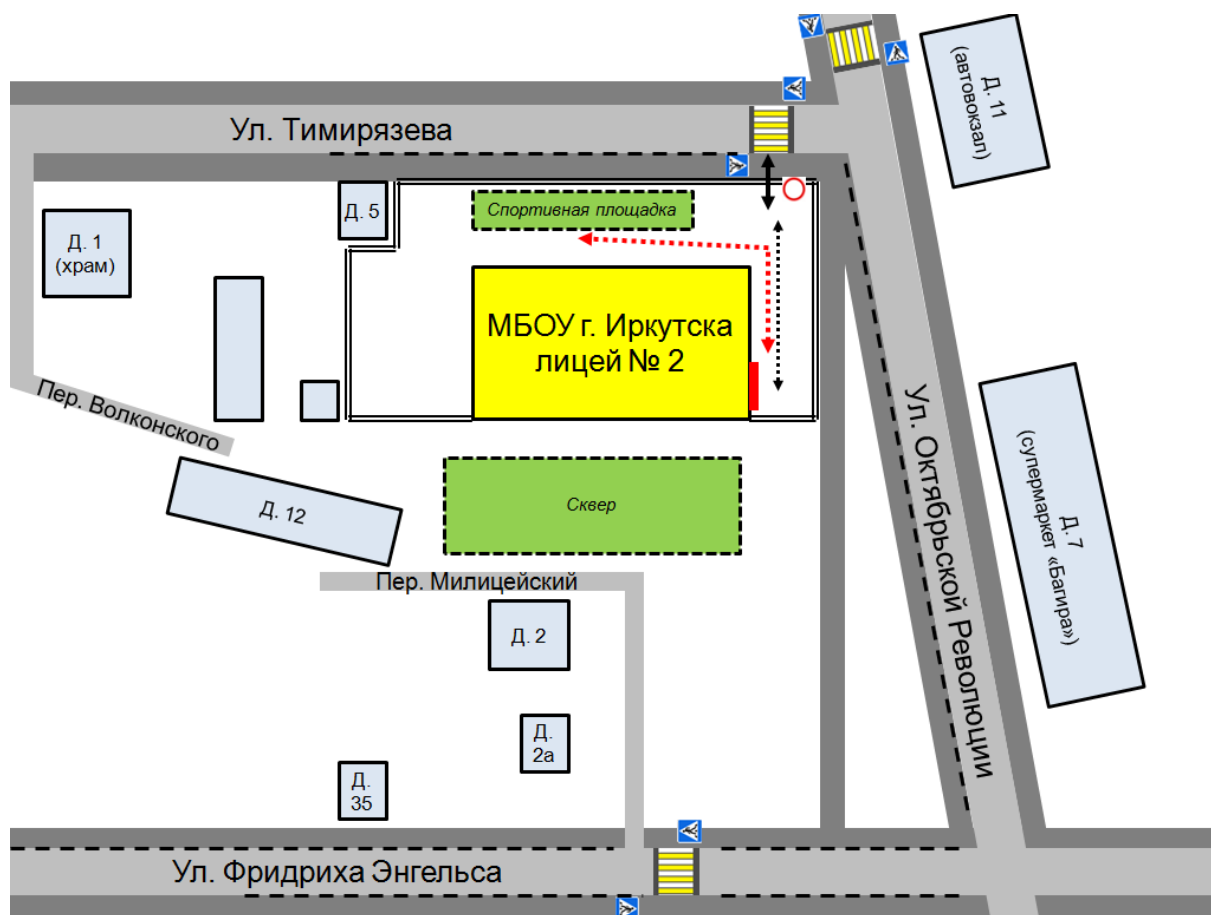 Д. 11
(автовокзал)
Ул. Тимирязева
Д. 5
Спортивная площадка
Д. 1
(храм)
МБОУ г. Иркутска
лицей № 2
Пер. Волконского
Ул. Октябрьской Революции
Д. 7
(супермаркет «Багира»)
Д. 12
Сквер
Пер. Милицейский
Д. 2
Д.
2а
Д.
35
Ул. Фридриха Энгельса